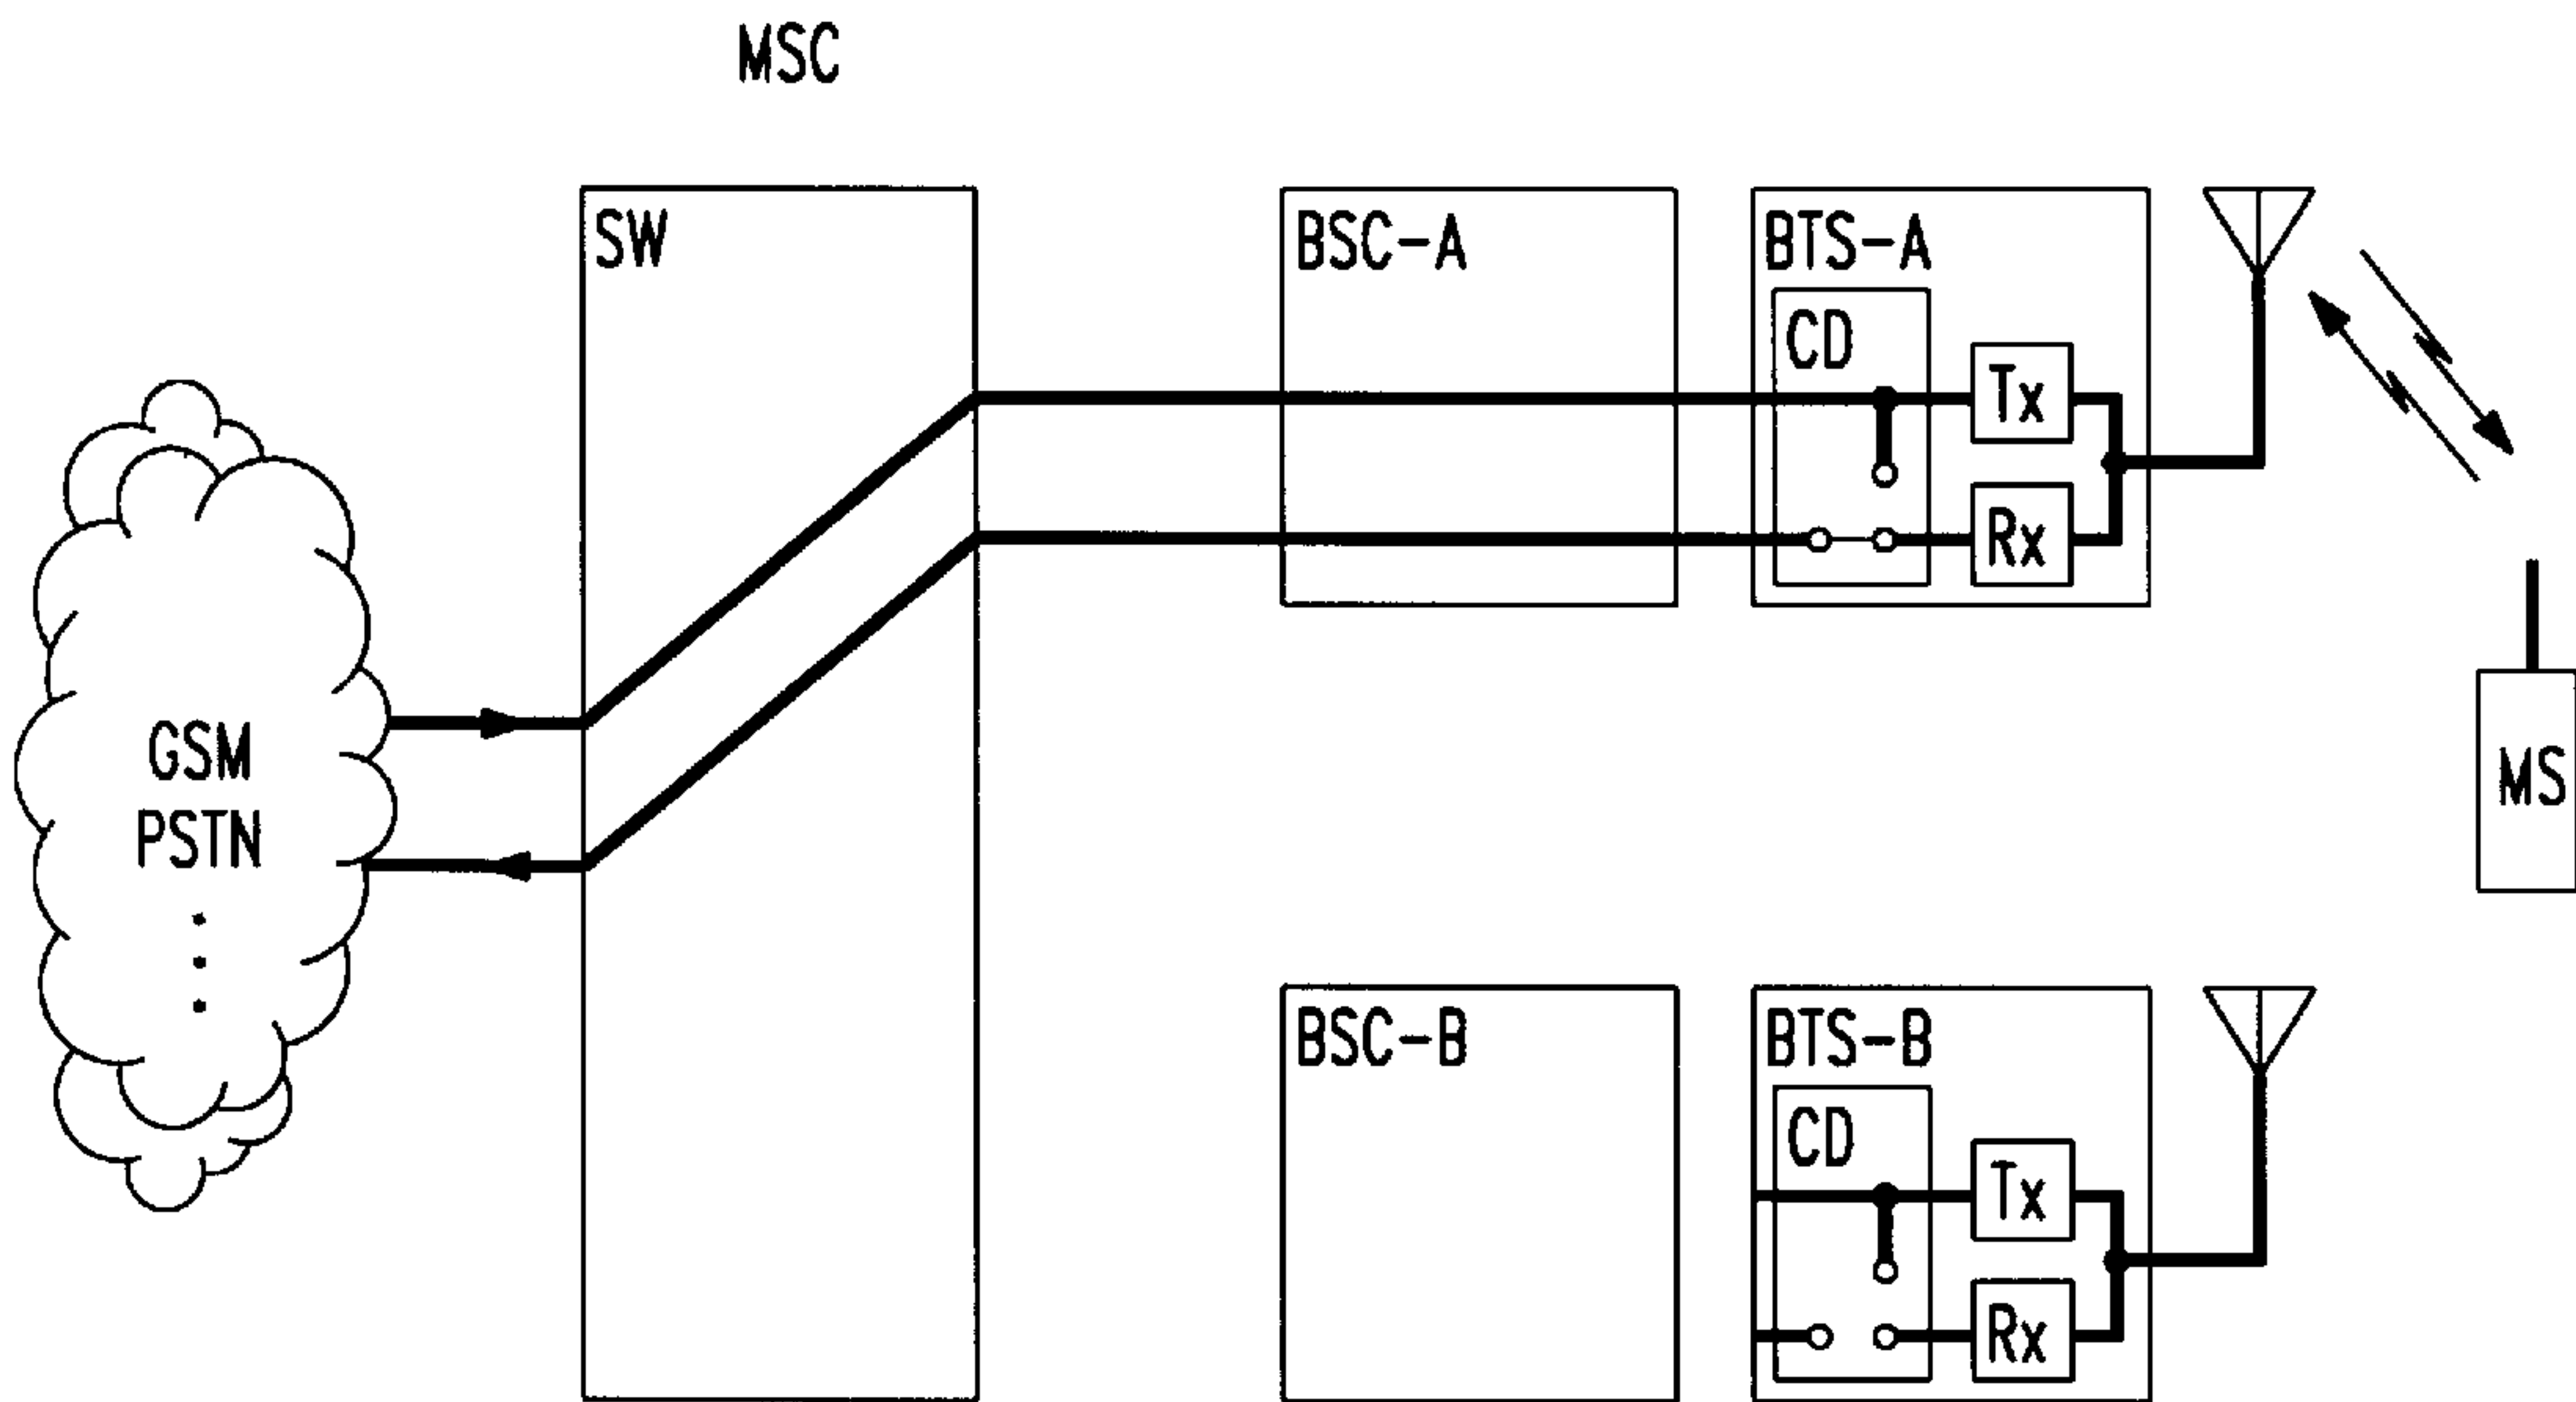 MSC
SW
BSC-A
BTS-A
CD
Tx
Rx
GSM
PSTN
MS
BSC-B
BTS-B
CD
Tx
Rx